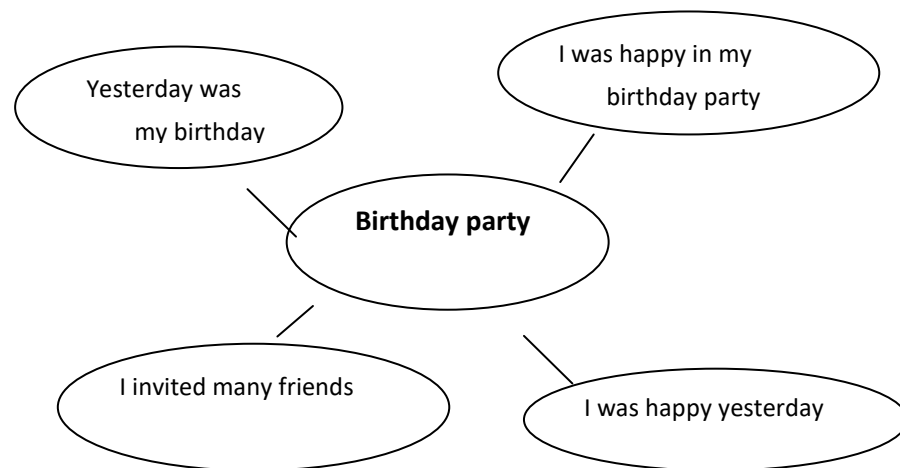 Yesterday was
my birthday
I was happy in my
birthday party
Birthday party
I invited many friends
I was happy yesterday